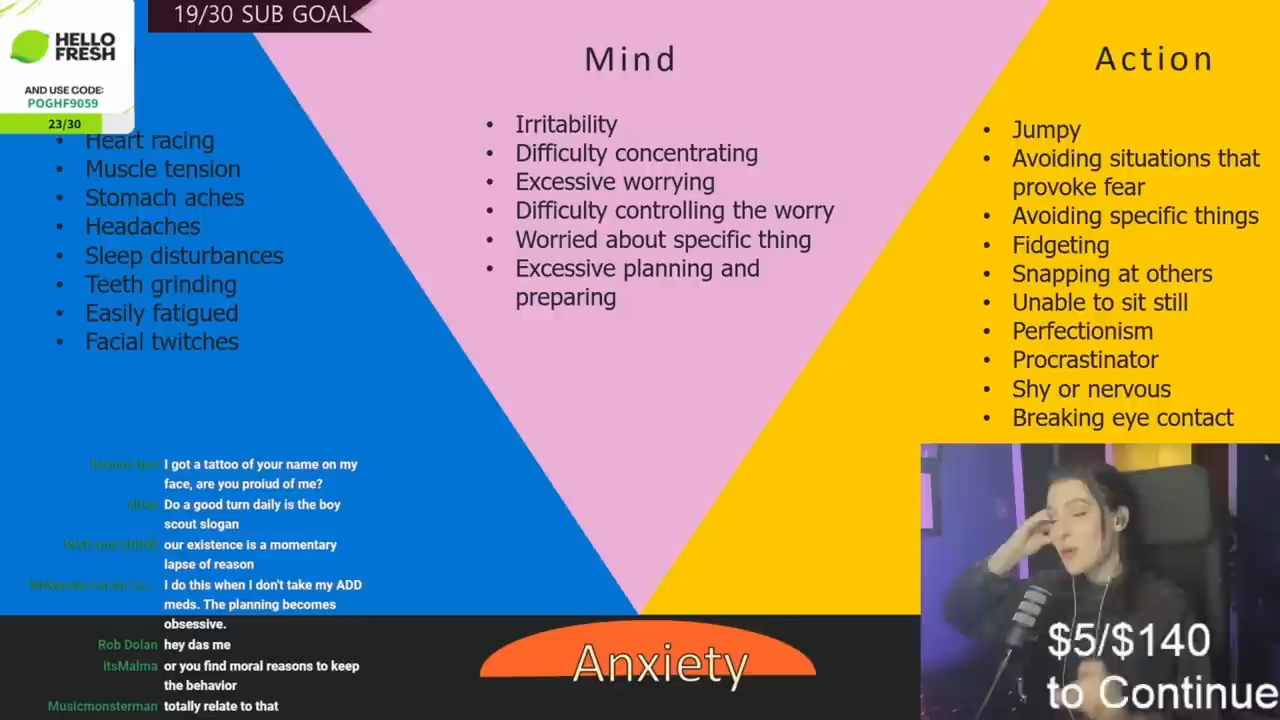 19/30 SUB GOAL
HELLO
FRESH
AND USE CODE:
POGHF9059
23/30
• Heart racing
• Muscle tension
• Stomach aches
• Headaches
• Sleep disturbances
• Teeth grinding
• Easily fatigued
• Facial twitches
Mind
• Irritability
• Difficulty concentrating
• Excessive worrying
• Difficulty controlling the worry
• Worried about specific thing
• Excessive planning and
preparing
Action
• Jumpy
• Avoiding situations that
provoke fear
• Avoiding specific things
• Fidgeting
• Snapping at others
• Unable to sit still
• Perfectionism
• Procrastinator
• Shy or nervous
• Breaking eye contact
I got a tattoo of your name on my
face, are you proiud of me?
Do a good turn daily is the boy
scout slogan
our existence is a momentary
lapse of reason
I do this when I don't take my ADD
meds. The planning becomes
obsessive.
Rob Dolan hey das me
ItsMalma or you find moral reasons to keep
the behavior
Musicmonsterman totally relate to that
Anxiety
$5/$140
to Continue